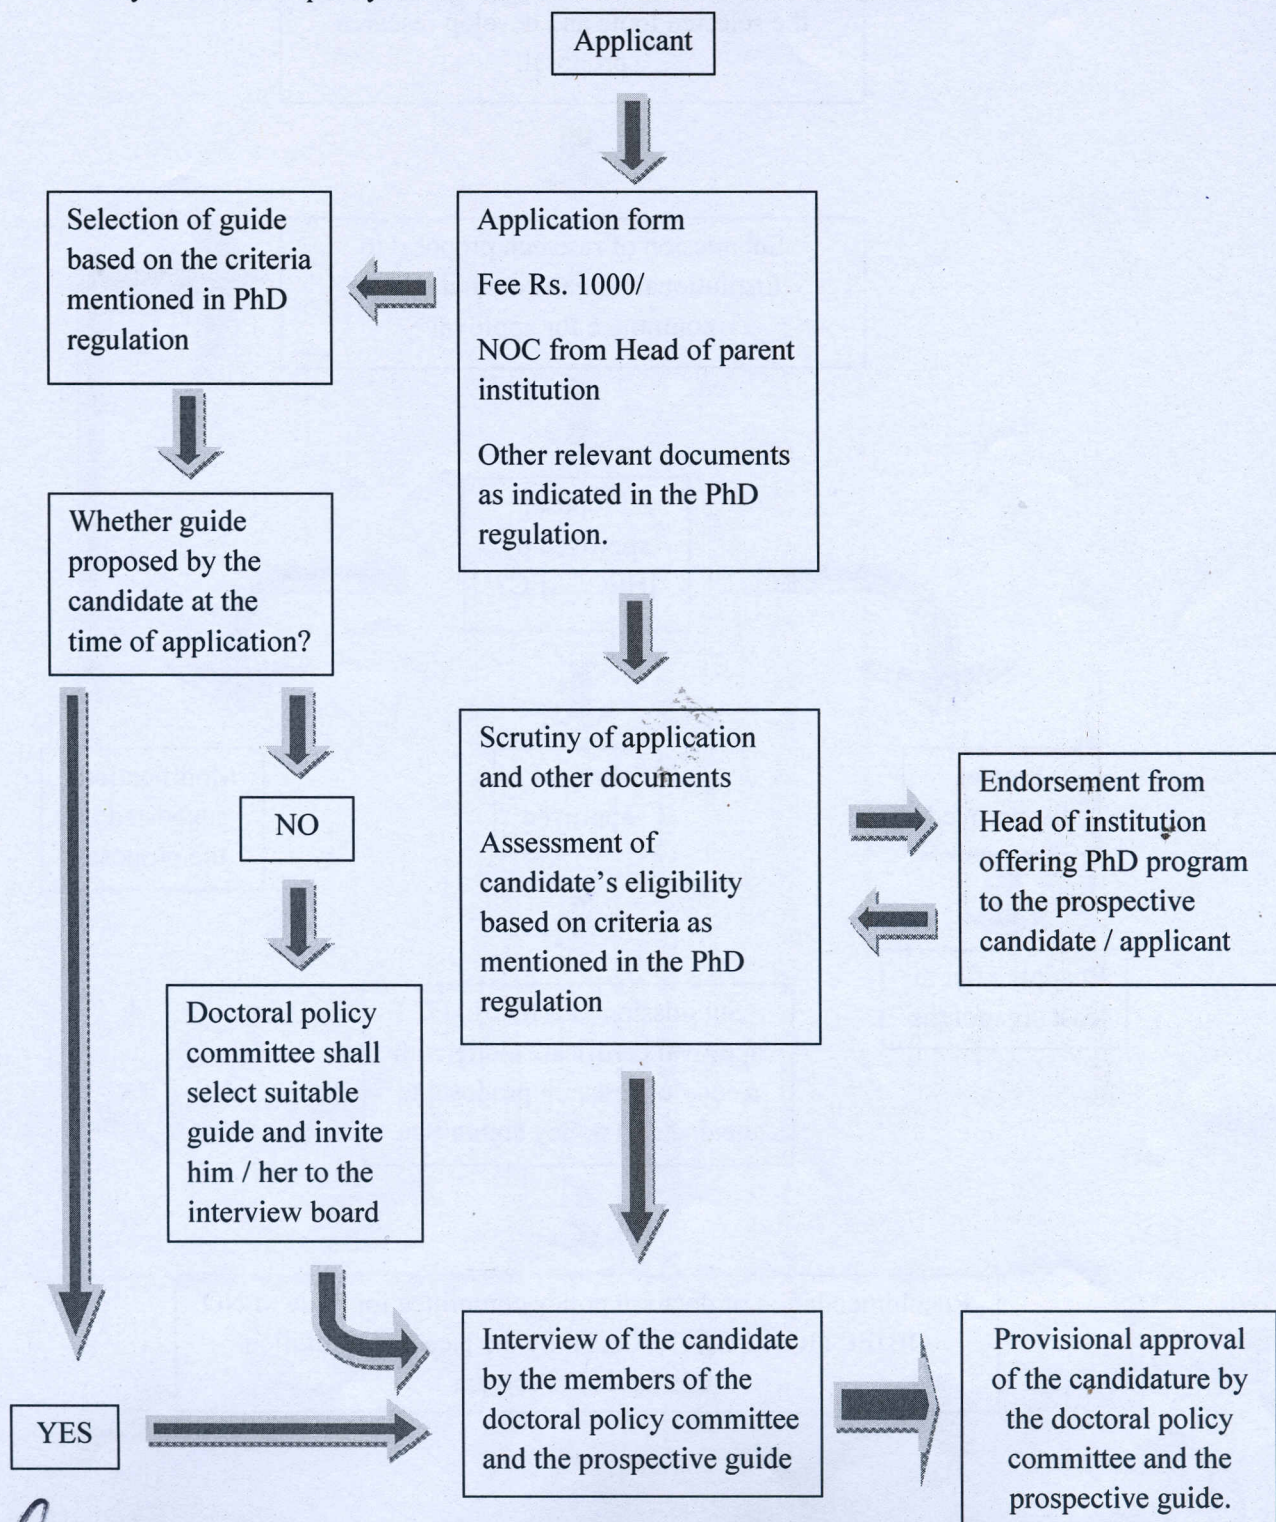 Applicant
Application form
Fee Rs. 1000/
NOC from Head of parent
institution
Other relevant documents
as indicated in the PhD
regulation.
Selection of guide
based on the criteria
mentioned in PhD
regulation
Whether guide
proposed by the
candidate at the
time of application?
NO
Doctoral policy
committee shall
select suitable
guide and invite
him / her to the
interview board
YES
Scrutiny of application
and other documents
Assessment of
candidate's eligibility
based on criteria as
mentioned in the PhD
regulation
Endorsement from
Head of institution
offering PhD program
to the prospective
candidate / applicant
Interview of the candidate
by the members of the
doctoral policy committee
and the prospective guide
Provisional approval
of the candidature by
the doctoral policy
committee and the
prospective guide.